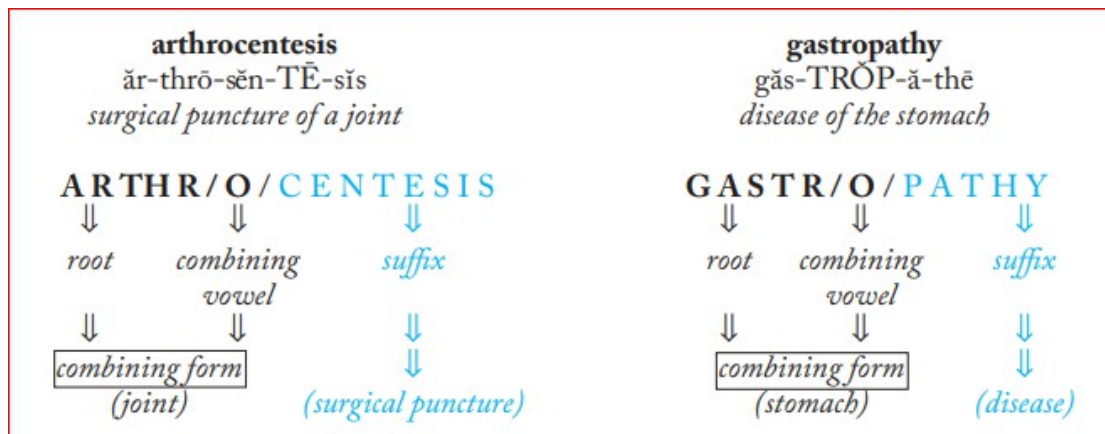 arthrocentesis
ăr-thrō-sĕn-TĒ-sĭs
surgical puncture of a joint
ARTHR/O/CENTESIS
⇓ ⇓ ⇓
root combining suffix
vowel
⇓ ⇓ ⇓
combining form ⇓
(joint) (surgical puncture)
gastropathy
găs-TRŎP-ă-thē
disease of the stomach
GASTR/O/PATHY
⇓ ⇓ ⇓
root combining suffix
vowel
⇓ ⇓ ⇓
combining form ⇓
(stomach) (disease)